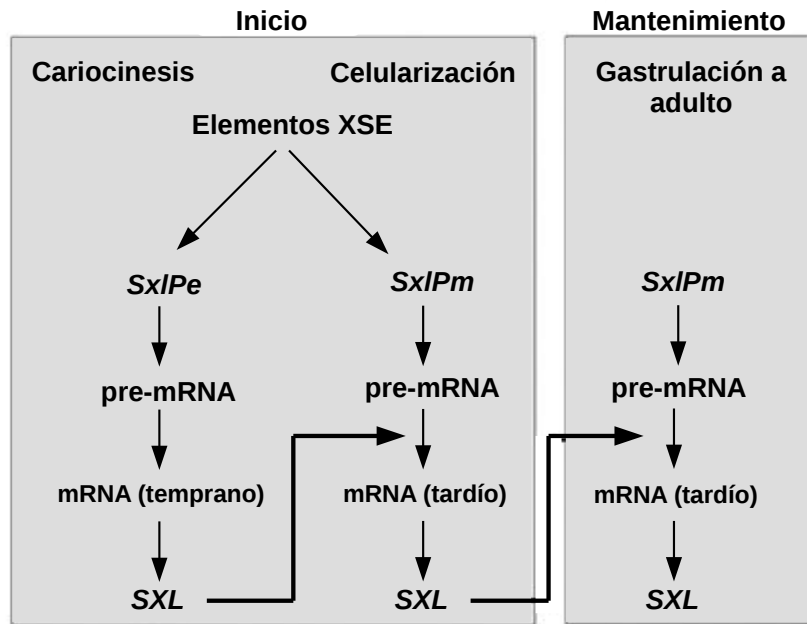 Inicio
Mantenimiento
Cariocinesis
Celularización
Gastrulación a
adulto
Elementos XSE
SxlPe
SxlPm
SxlPm
pre-mRNA
pre-mRNA
pre-mRNA
mRNA (temprano)
mRNA (tardío)
mRNA (tardío)
SXL
SXL
SXL